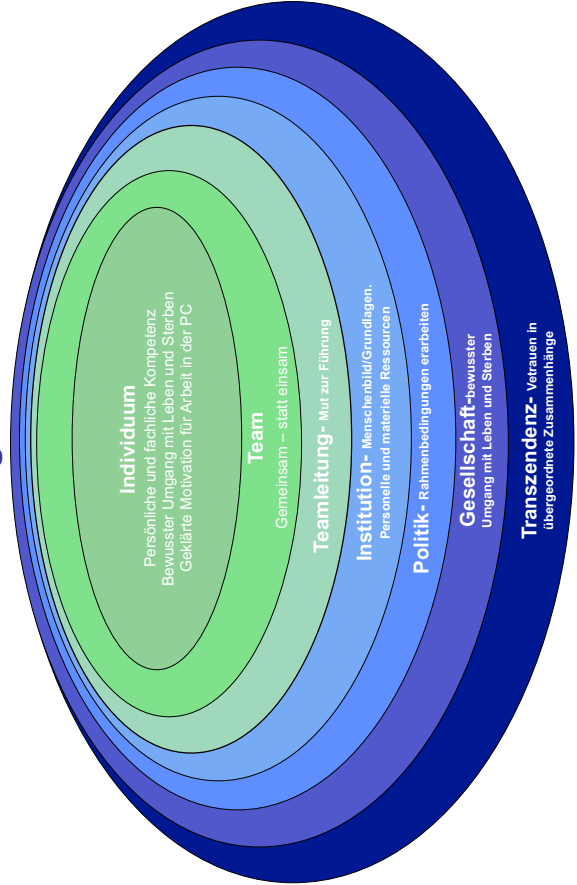 Individuum
Persönliche und fachliche Kompetenz
Bewusster Umgang mit Leben und Sterben
Geklärte Motivation für Arbeit in der PC
Team
Gemeinsam – statt einsam
Teamleitung- Mut zur Führung
Institution- Menschenbild/Grundlagen.
Personelle und materielle Ressourcen
Politik- Rahmenbedingungen erarbeiten
Gesellschaft-bewusster
Umgang mit Leben und Sterben
Transzendenz- Vetrauen in
übergeordnete Zusammenhänge